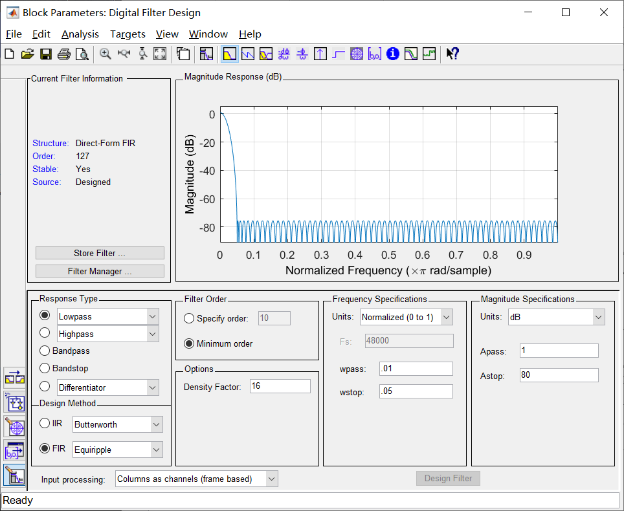 Block Parameters: Digital Filter Design
File Edit Analysis Targets View Window Help
Current Filter Information
Structure: Direct-Form FIR
Order: 127
Stable: Yes
Source: Designed
Store Filter ...
Filter Manager ...
Magnitude Response (dB)
Magnitude (dB)
0
-20
-40
-60
-80
0 0.1 0.2 0.3 0.4 0.5 0.6 0.7 0.8 0.9
Normalized Frequency (×π rad/sample)
Response Type
Lowpass
Highpass
Bandpass
Bandstop
Differentiator
Design Method
IIR Butterworth
FIR Equiripple
Filter Order
Specify order: 10
Minimum order
Options
Density Factor: 16
Frequency Specifications
Units: Normalized (0 to 1)
Fs: 48000
wpass: .01
wstop: .05
Magnitude Specifications
Units: dB
Apass: 1
Astop: 80
Input processing: Columns as channels (frame based)
Design Filter
Ready